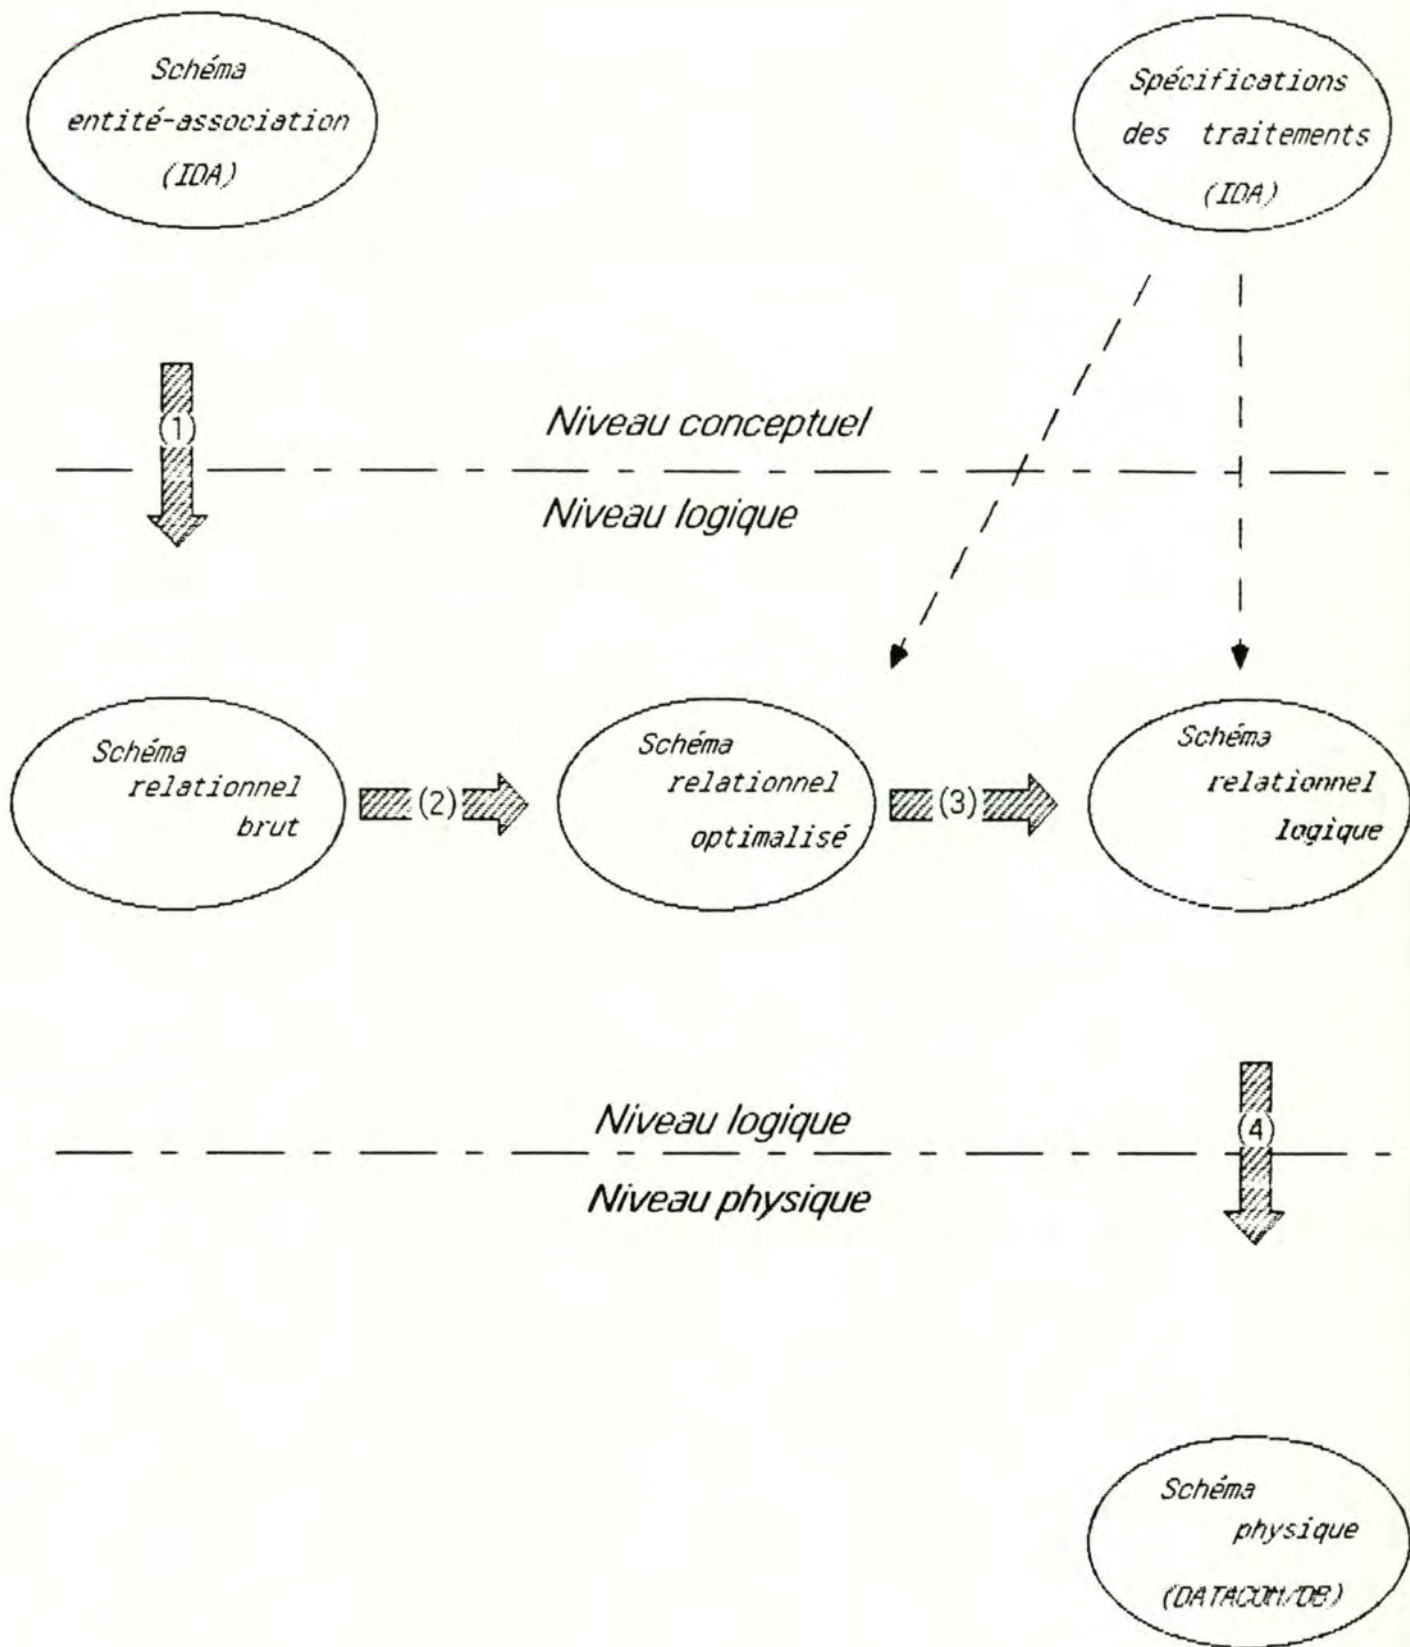 Schéma
entité-association
(IDA)
Spécifications
des traitements
(IDA)
(1)
Niveau conceptuel
Niveau logique
Schéma
relationnel
brut
(2)
Schéma
relationnel
optimalisé
(3)
Schéma
relationnel
logique
Niveau logique
(4)
Niveau physique
Schéma
physique
(DATACOM/DB)